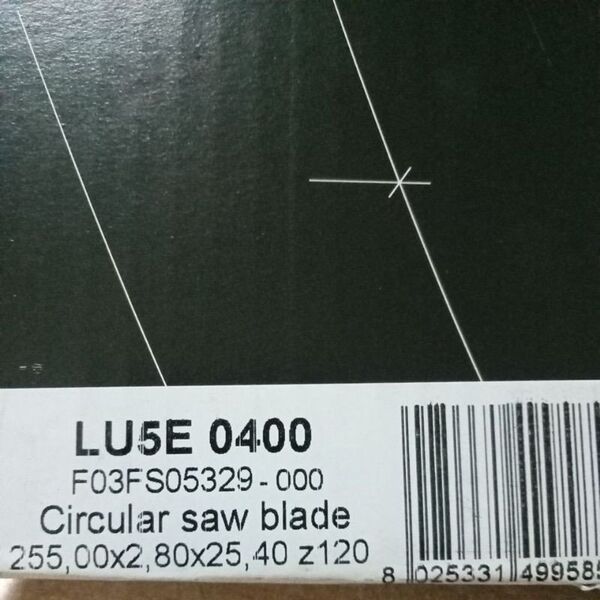 LU5E 0400
F03FS05329-000
Circular saw blade
255,00x2,80x25,40 z120
8 025331 499585